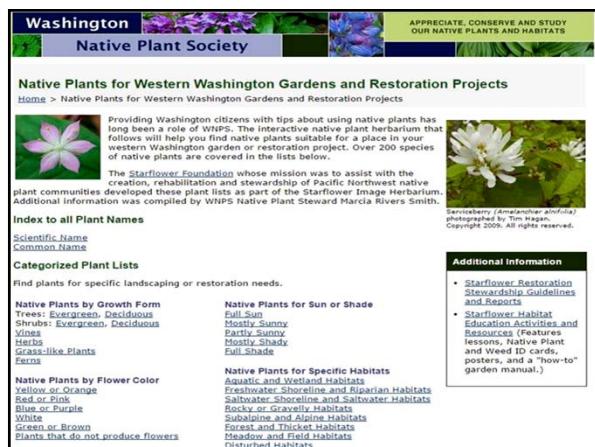 Washington
Native Plant Society
APPRECIATE, CONSERVE AND STUDY
OUR NATIVE PLANTS AND HABITATS
Native Plants for Western Washington Gardens and Restoration Projects
Home > Native Plants for Western Washington Gardens and Restoration Projects
Providing Washington citizens with tips about using native plants has
long been a role of WNPS. The interactive native plant herbarium that
follows will help you find native plants suitable for a place in your
western Washington garden or restoration project. Over 200 species
of native plants are covered in the lists below.
The Starflower Foundation whose mission was to assist with the
creation, rehabilitation and stewardship of Pacific Northwest native
plant communities developed these plant lists as part of the Starflower Image Herbarium.
Additional information was compiled by WNPS Native Plant Steward Marcia Rivers Smith.
Serviceberry (Amelanchier alnifolia)
photographed by Tim Hagan.
Copyright 2009. All rights reserved.
Index to all Plant Names
Scientific Name
Common Name
Categorized Plant Lists
Find plants for specific landscaping or restoration needs.
Native Plants by Growth Form
Trees: Evergreen, Deciduous
Shrubs: Evergreen, Deciduous
Vines
Herbs
Grass-like Plants
Ferns
Native Plants by Flower Color
Yellow or Orange
Red or Pink
Blue or Purple
White
Green or Brown
Plants that do not produce flowers
Native Plants for Sun or Shade
Full Sun
Mostly Sunny
Partly Sunny
Mostly Shady
Full Shade
Native Plants for Specific Habitats
Aquatic and Wetland Habitats
Freshwater Shoreline and Riparian Habitats
Saltwater Shoreline and Saltwater Habitats
Rocky or Gravelly Habitats
Subalpine and Alpine Habitats
Forest and Thicket Habitats
Meadow and Field Habitats
Disturbed Habitats
Additional Information
• Starflower Restoration
Stewardship Guidelines
and Reports
• Starflower Habitat
Education Activities and
Resources (Features
lessons, Native Plant
and Weed ID cards,
posters, and a "how-to"
garden manual.)